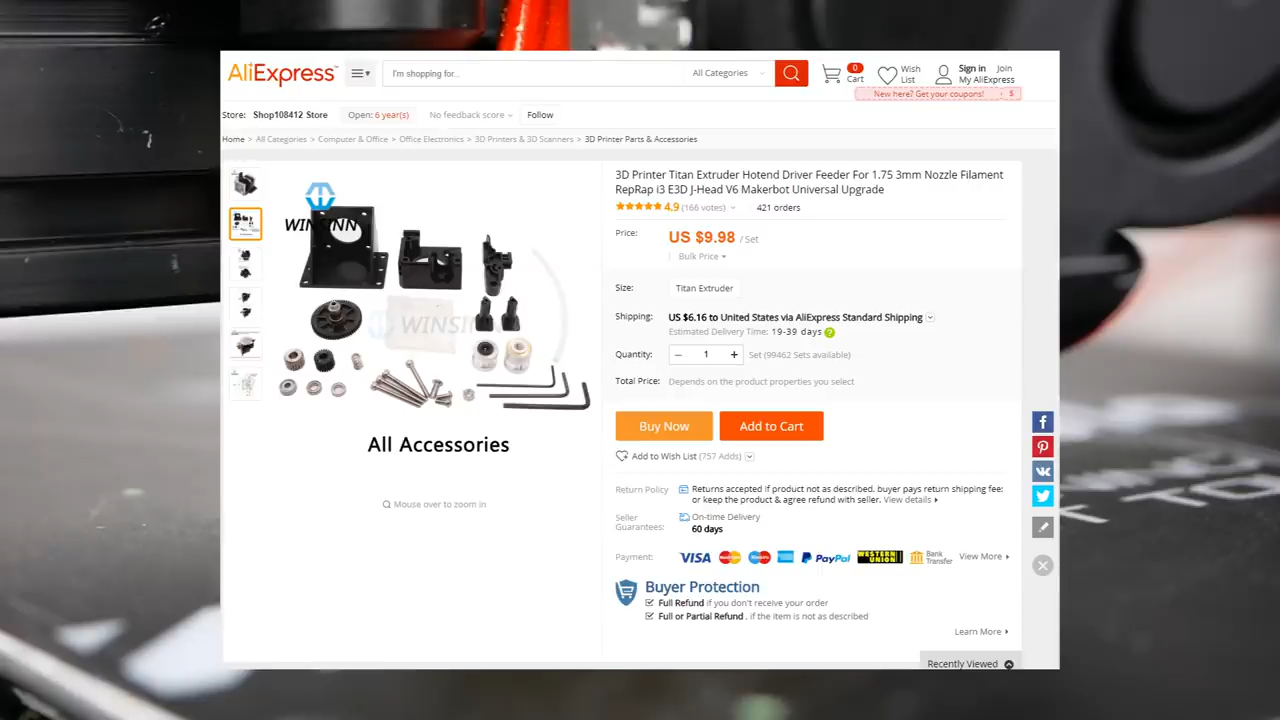 AliExpress™
I'm shopping for...
All Categories
0
Cart
Wish
List
Sign in Join
My AliExpress
New here? Get your coupons! $
Store: Shop108412 Store
Open: 6 year(s)
No feedback score
Follow
Home > All Categories > Computer & Office > Office Electronics > 3D Printers & 3D Scanners > 3D Printer Parts & Accessories
WINSINN
WINSINN
All Accessories
Mouse over to zoom in
3D Printer Titan Extruder Hotend Driver Feeder For 1.75 3mm Nozzle Filament
RepRap i3 E3D J-Head V6 Makerbot Universal Upgrade
4.9 (166 votes) 421 orders
Price: US $9.98 / Set
Bulk Price
Size: Titan Extruder
Shipping: US $6.16 to United States via AliExpress Standard Shipping
Estimated Delivery Time: 19-39 days ?
Quantity: − 1 + Set (99462 Sets available)
Total Price: Depends on the product properties you select
Buy Now
Add to Cart
Add to Wish List (757 Adds)
Return Policy Returns accepted if product not as described, buyer pays return shipping fee;
or keep the product & agree refund with seller. View details
Seller
Guarantees:
On-time Delivery
60 days
Payment: VISA PayPal WESTERN UNION Bank Transfer View More
Buyer Protection
Full Refund if you don't receive your order
Full or Partial Refund , if the item is not as described
Learn More
Recently Viewed